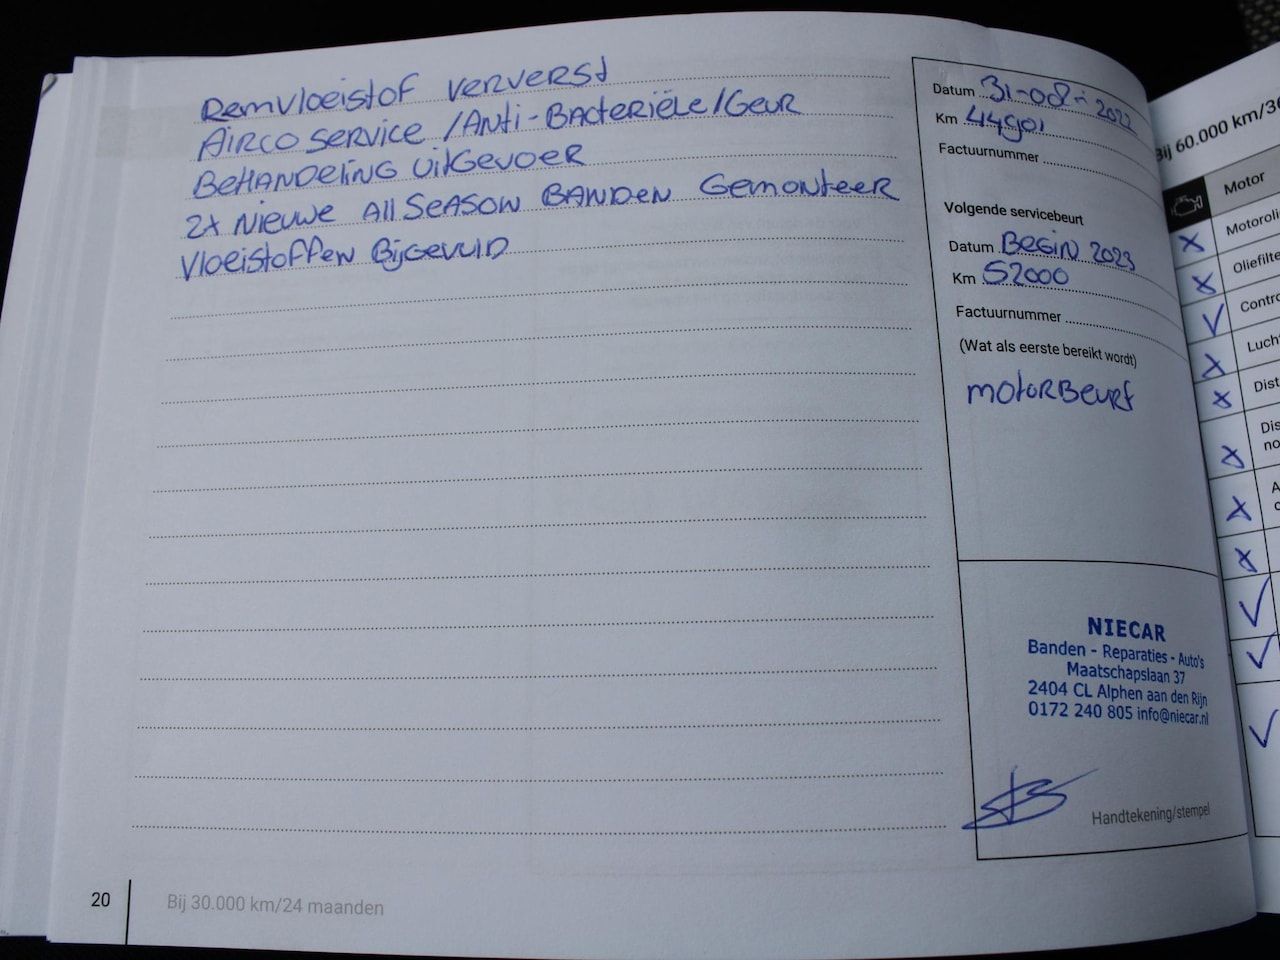 Remvloeistof ververst
Airco service / Anti-Bacteriële/Geur
Behandeling uitgevoer
2x nieuwe All Season Banden Gemonteer
Vloeistoffen Bijgevuld
Datum 31-08-2022
Km 44901
Factuurnummer
Volgende servicebeurt
Datum Begin 2023
Km 52000
Factuurnummer
(Wat als eerste bereikt wordt)
motorbeurt
NIECAR
Banden - Reparaties - Auto's
Maatschapslaan 37
2404 CL Alphen aan den Rijn
0172 240 805 info@niecar.nl
Handtekening/stempel
20
Bij 30.000 km/24 maanden
Bij 60.000 km/
Motor